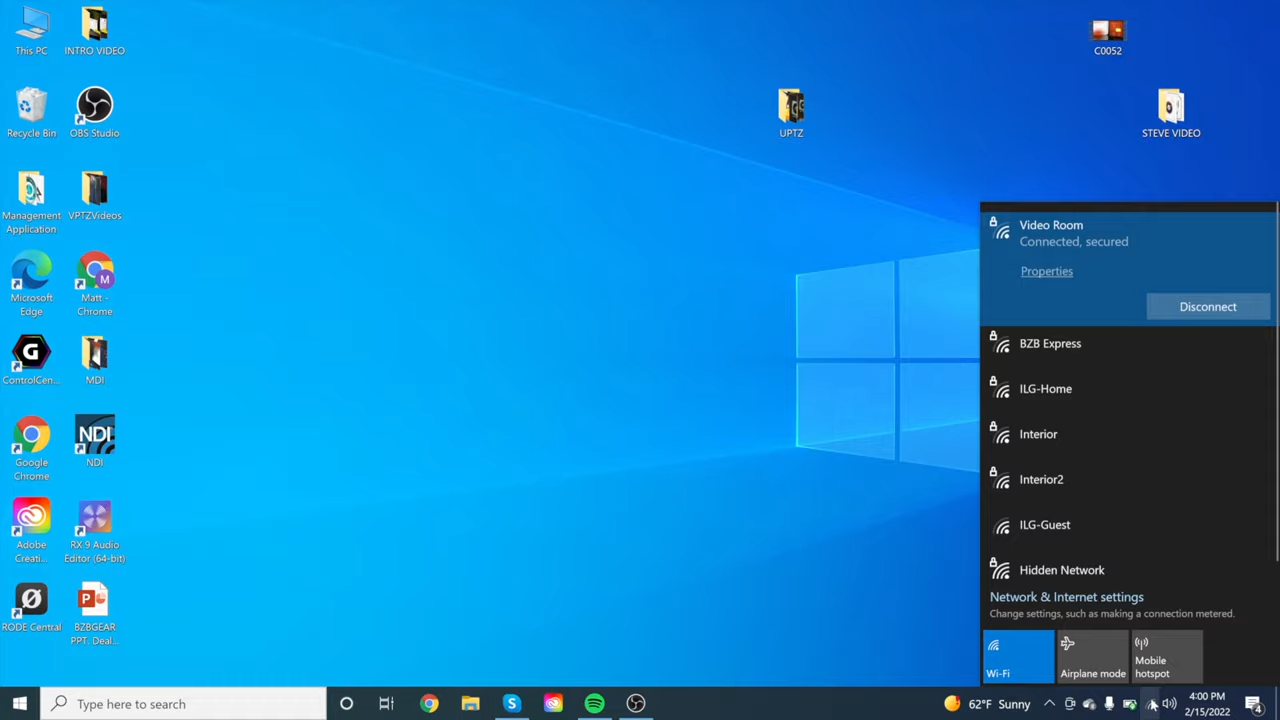 This PC
INTRO VIDEO
C0052
Recycle Bin
OBS Studio
UPTZ
STEVE VIDEO
Management
Application
VPTZVideos
Microsoft
Edge
Matt -
Chrome
ControlCen...
MDI
Google
Chrome
NDI
NDI
Adobe
Creati...
RX 9 Audio
Editor (64-bit)
RODE Central
BZBGEAR
PPT_Deal...
Video Room
Connected, secured
Properties
Disconnect
BZB Express
ILG-Home
Interior
Interior2
ILG-Guest
Hidden Network
Network & Internet settings
Change settings, such as making a connection metered.
Wi-Fi
Airplane mode
Mobile
hotspot
Type here to search
62°F Sunny
4:00 PM
2/15/2022
4